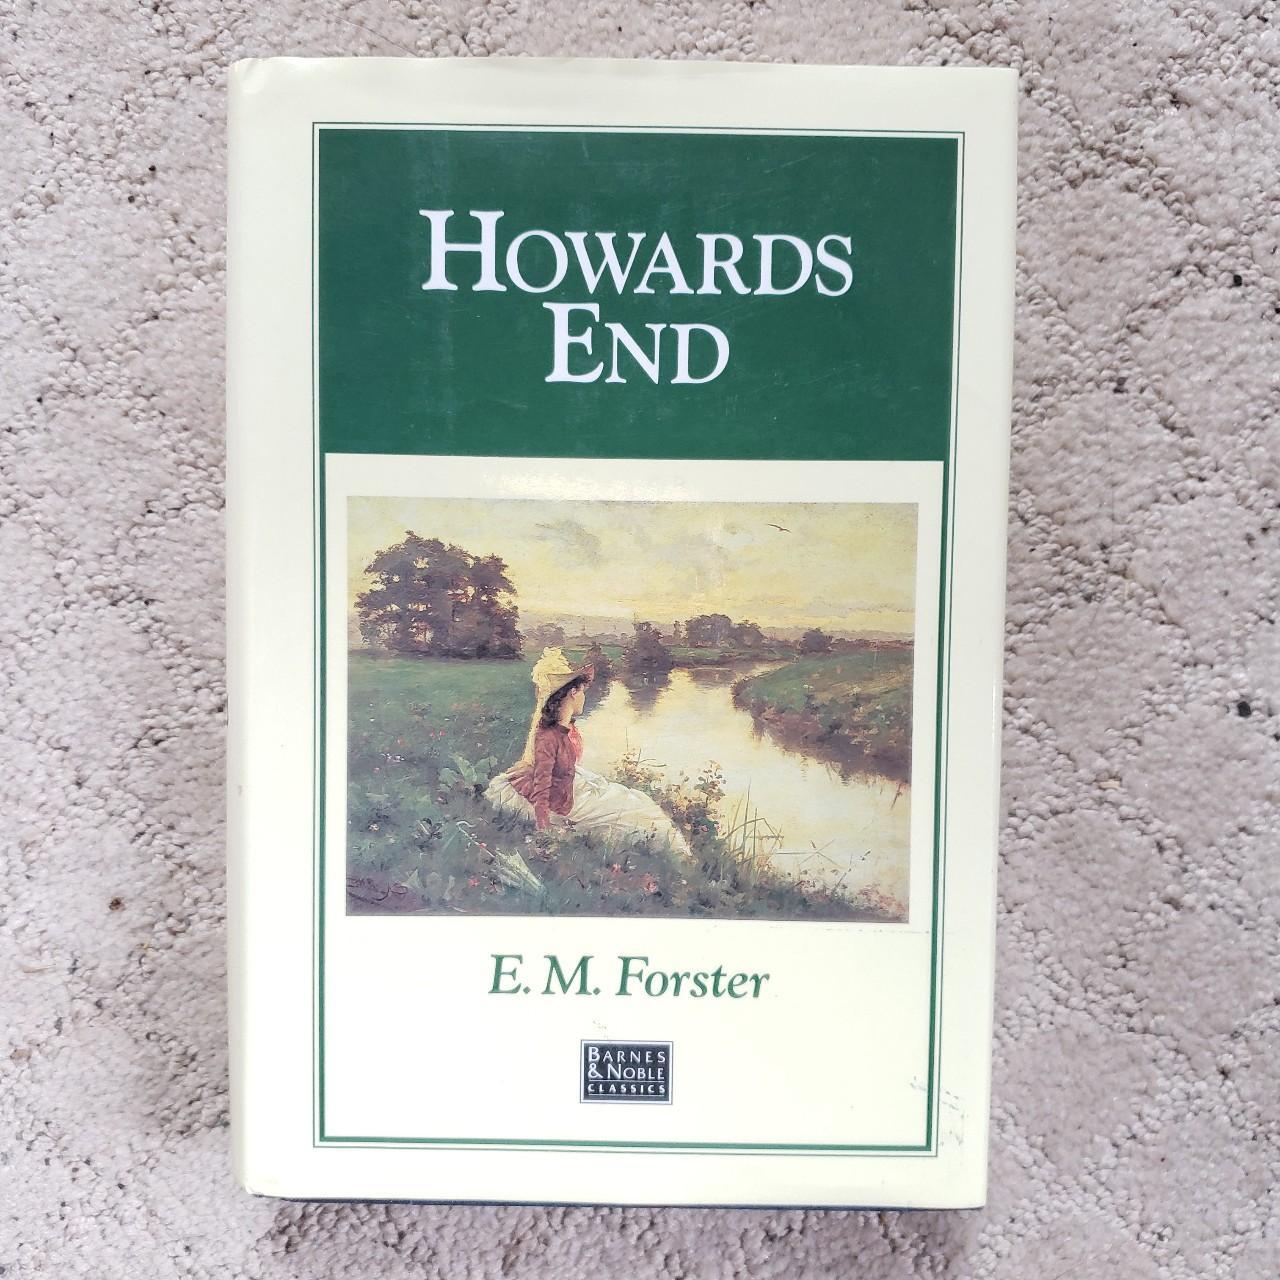 HOWARDS
END
E. M. Forster
BARNES
& NOBLE
CLASSICS